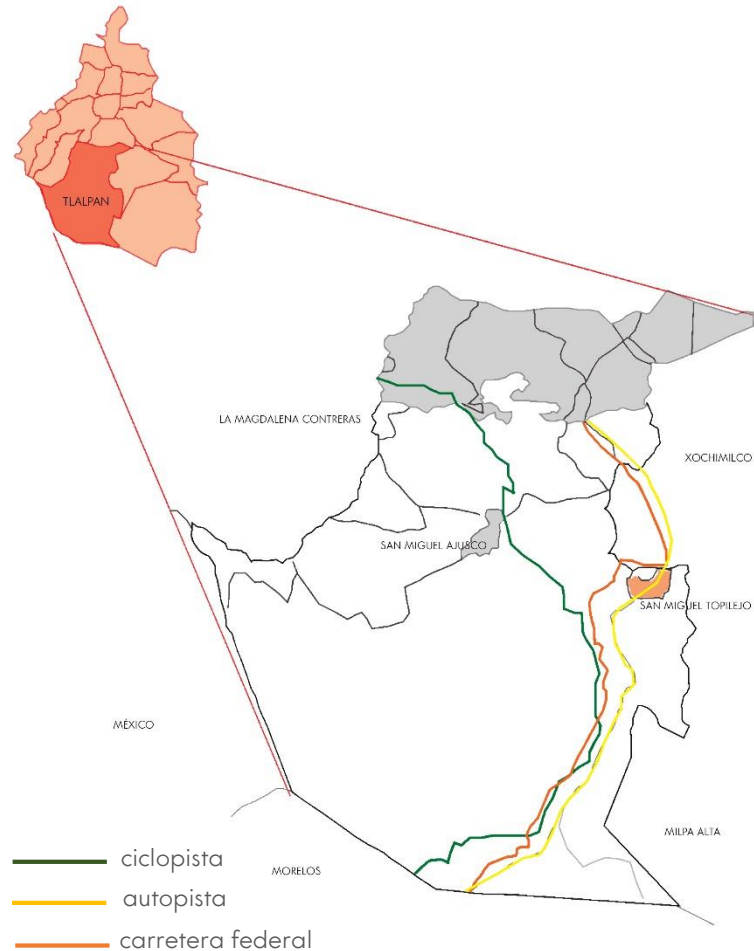 TLALPAN
LA MAGDALENA CONTRERAS
XOCHIMILCO
SAN MIGUEL AJUSCO
SAN MIGUEL TOPILEJO
MÉXICO
MILPA ALTA
MORELOS
ciclopista
autopista
carretera federal